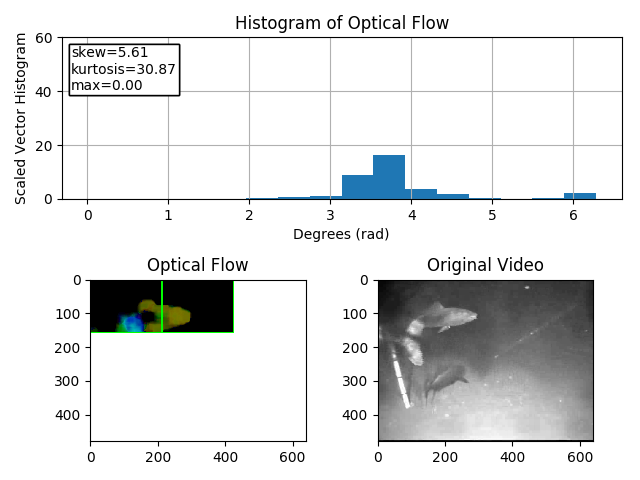 Histogram of Optical Flow
skew=5.61
kurtosis=30.87
max=0.00
Scaled Vector Histogram
60
40
20
0
0 1 2 3 4 5 6
Degrees (rad)
Optical Flow
0
100
200
300
400
0 200 400 600
Original Video
0
100
200
300
400
0 200 400 600